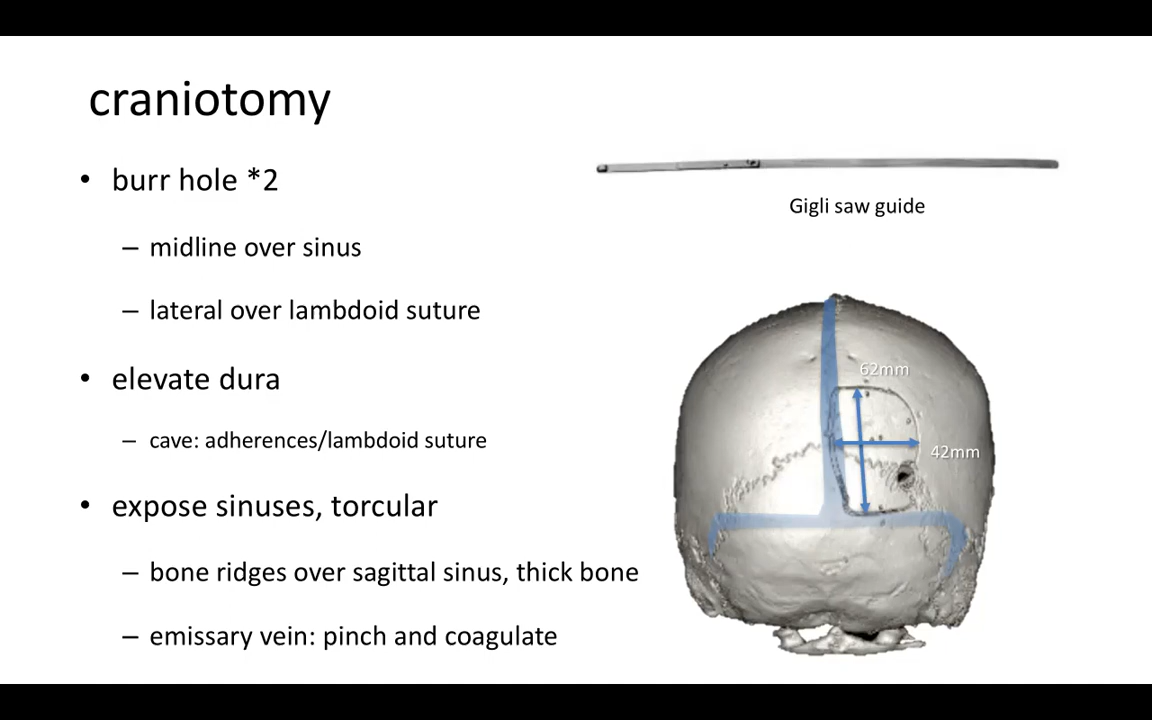 craniotomy
• burr hole *2
– midline over sinus
– lateral over lambdoid suture
• elevate dura
– cave: adherences/lambdoid suture
• expose sinuses, torcular
– bone ridges over sagittal sinus, thick bone
– emissary vein: pinch and coagulate
Gigli saw guide
62mm
42mm